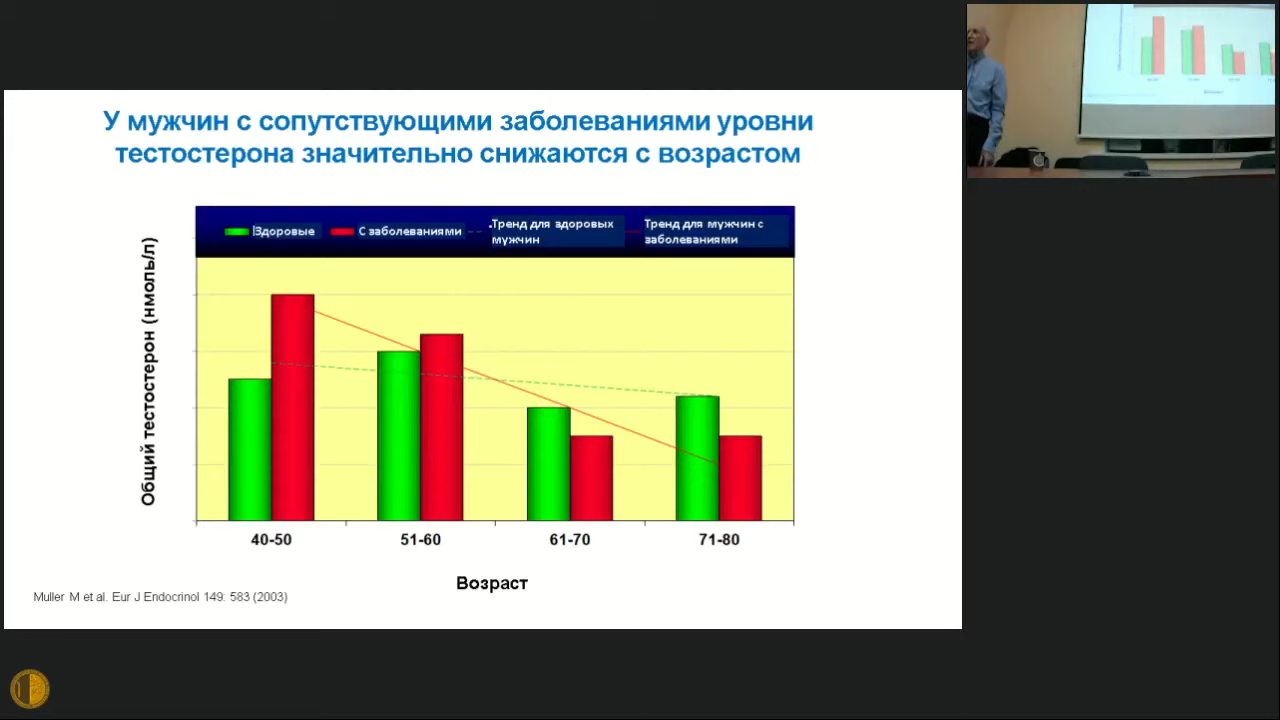 У мужчин с сопутствующими заболеваниями уровни
тестостерона значительно снижаются с возрастом
Здоровые
С заболеваниями
Тренд для здоровых
мужчин
Тренд для мужчин с
заболеваниями
Общий тестостерон (нмоль/л)
40-50
51-60
61-70
71-80
Возраст
Muller M et al. Eur J Endocrinol 149: 583 (2003)